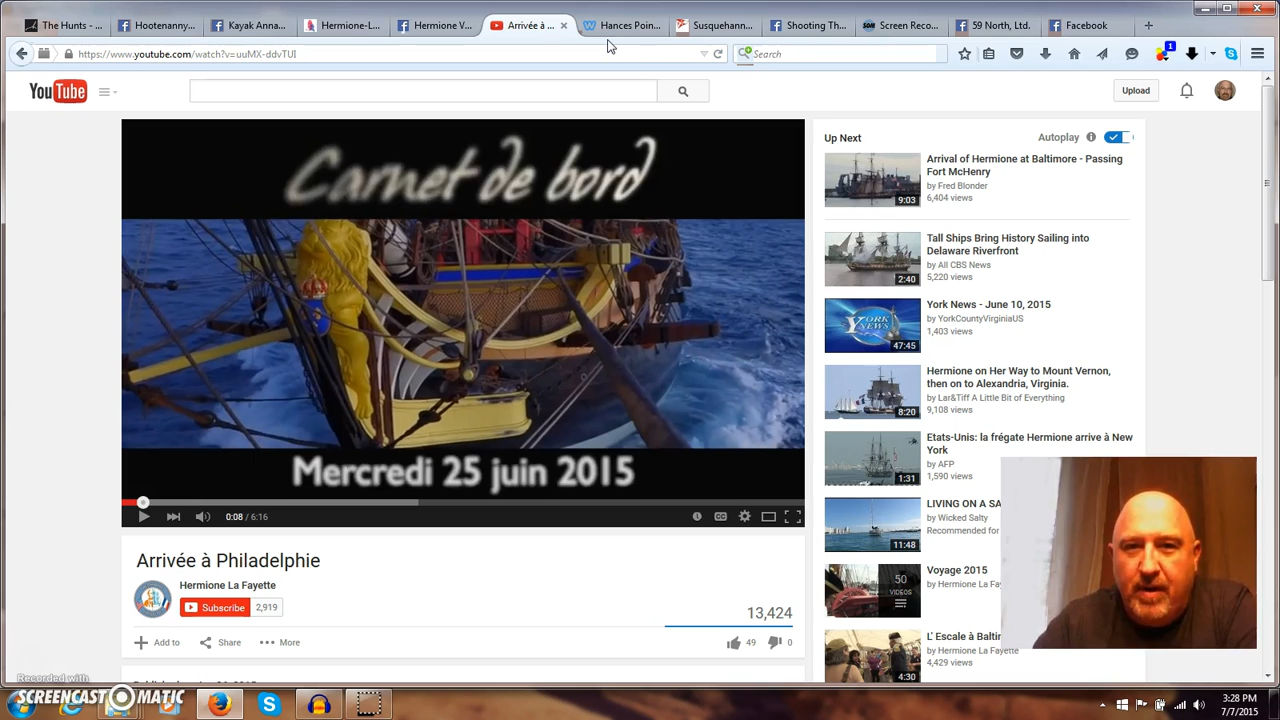 The Hunts - ...
Hootenanny...
Kayak Anna...
Hermione-L...
Hermione V...
Arrivée à ...
Hances Poin...
Susquehann...
Shooting Th...
Screen Reco...
59 North, Ltd.
Facebook
https://www.youtube.com/watch?v=uuMX-ddvTUI
Search
1
YouTube
Upload
Carnet de bord
Mercredi 25 juin 2015
0:08 / 6:16
CC
Arrivée à Philadelphie
Hermione La Fayette
Subscribe
2,919
13,424
Add to
Share
More
49
0
Up Next
Autoplay
Arrival of Hermione at Baltimore - Passing
Fort McHenry
by Fred Blonder
6,404 views
9:03
Tall Ships Bring History Sailing into
Delaware Riverfront
by All CBS News
5,220 views
2:40
York News - June 10, 2015
by YorkCountyVirginiaUS
1,403 views
YORK
NEWS
47:45
Hermione on Her Way to Mount Vernon,
then on to Alexandria, Virginia.
by Lar&Tiff A Little Bit of Everything
9,108 views
8:20
Etats-Unis: la frégate Hermione arrive à New
York
by AFP
1,590 views
1:31
LIVING ON A SA
by Wicked Salty
Recommended for
11:48
Voyage 2015
by Hermione La Fay
50
VIDEOS
L' Escale à Baltim
by Hermione La Fayette
4,429 views
4:30
Recorded with
SCREENCAST O MATIC
3:28 PM
7/7/2015